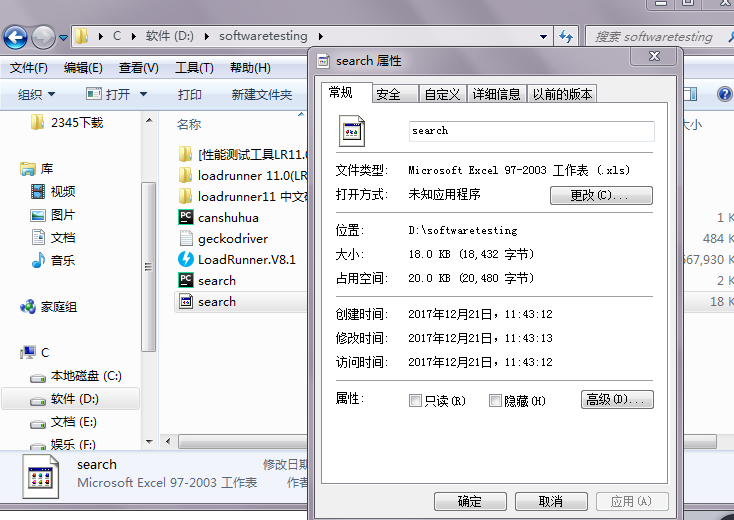 C 软件 (D:) softwaretesting
搜索 softwaretesting
文件(F) 编辑(E) 查看(V) 工具(T) 帮助(H)
组织 打开 打印 新建文件夹
2345下载
库
视频
图片
文档
音乐
家庭组
C
本地磁盘 (C:)
软件 (D:)
文档 (E:)
娱乐 (F:)
名称
大小
[性能测试工具LR11.0
loadrunner 11.0(LR
loadrunner11 中文破
canshuhua
1 K
geckodriver
484 K
LoadRunner.V8.1
567,930 K
search
2 K
search
18 K
search 属性
常规 安全 自定义 详细信息 以前的版本
search
文件类型: Microsoft Excel 97-2003 工作表 (.xls)
打开方式: 未知应用程序 更改(C)...
位置: D:\softwaretesting
大小: 18.0 KB (18,432 字节)
占用空间: 20.0 KB (20,480 字节)
创建时间: 2017年12月21日, 11:43:12
修改时间: 2017年12月21日, 11:43:13
访问时间: 2017年12月21日, 11:43:12
属性: 只读(R) 隐藏(H) 高级(D)...
确定 取消 应用(A)
search 修改日期
Microsoft Excel 97-2003 工作表 作者